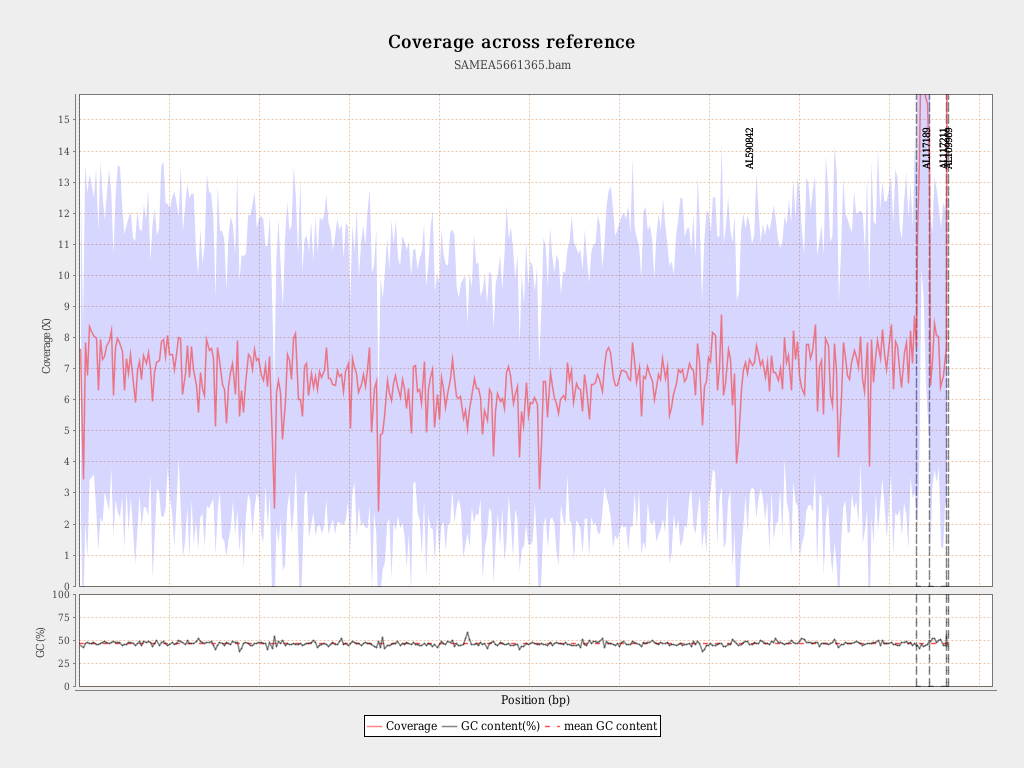 Coverage across reference
SAMEA5661365.bam
Coverage (X)
15
14
13
12
11
10
9
8
7
6
5
4
3
2
1
0
AL590842
AL117189
AL117211
AL109969
GC (%)
100
75
50
25
0
Position (bp)
Coverage GC content(%) mean GC content